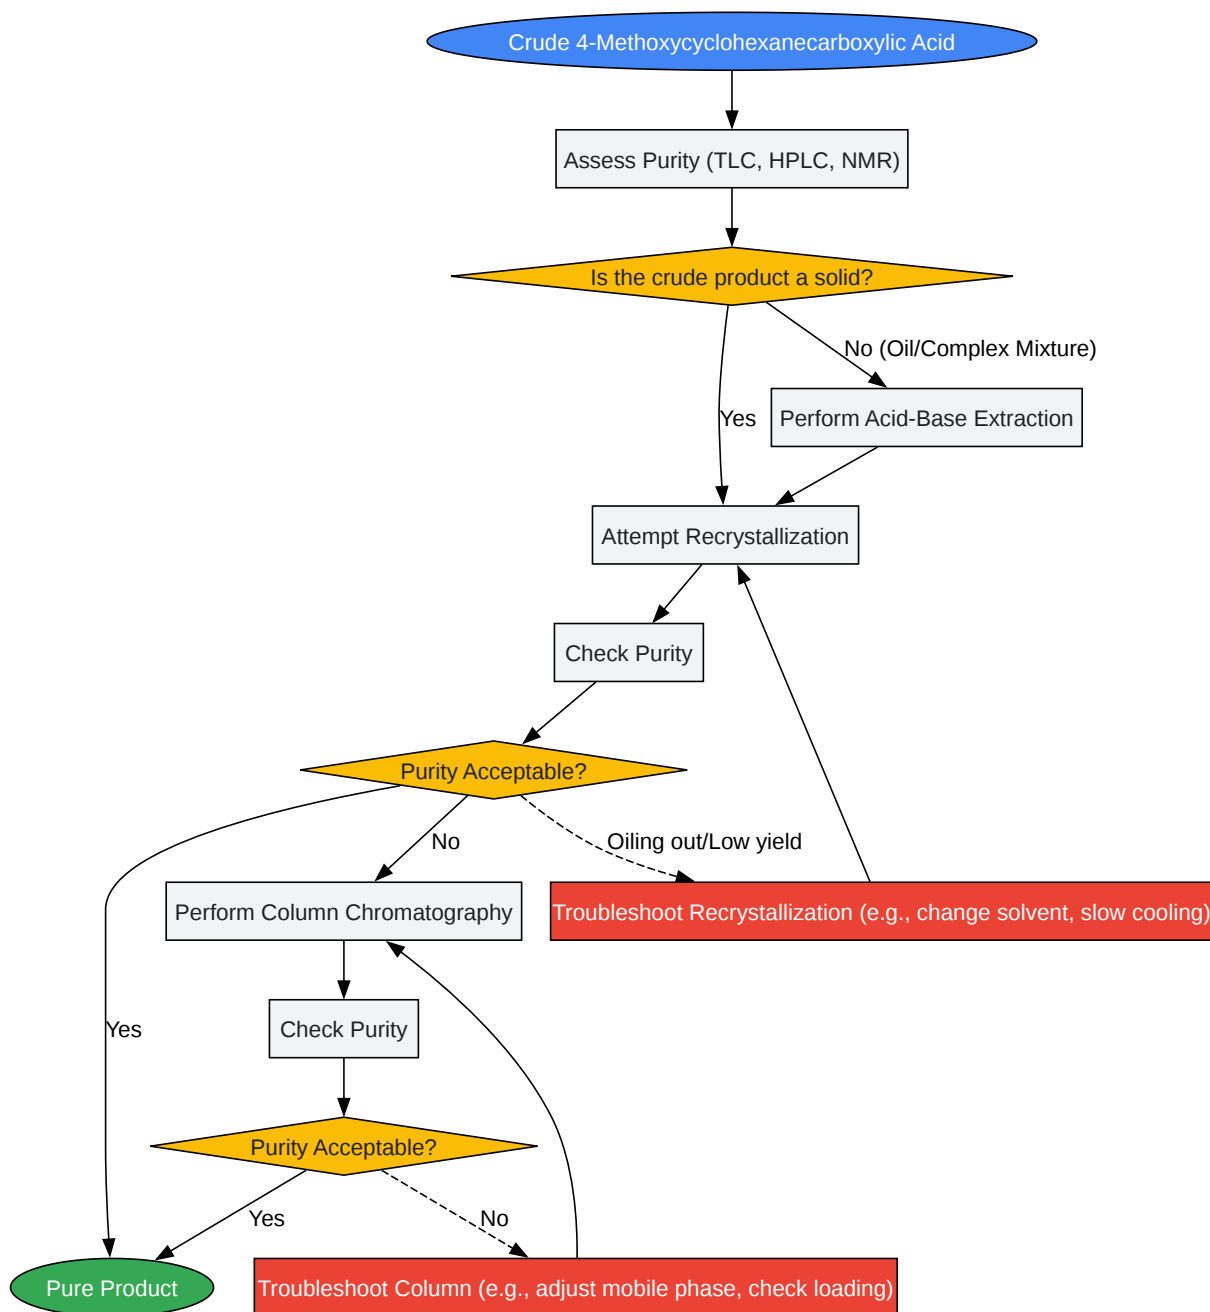 Crude 4-Methoxycyclohexanecarboxylic Acid
Assess Purity (TLC, HPLC, NMR)
Is the crude product a solid?
No (Oil/Complex Mixture)
Yes
Perform Acid-Base Extraction
Attempt Recrystallization
Check Purity
Purity Acceptable?
No
Oiling out/Low yield
Perform Column Chromatography
Troubleshoot Recrystallization (e.g., change solvent, slow cooling)
Yes
Check Purity
Purity Acceptable?
Yes
No
Pure Product
Troubleshoot Column (e.g., adjust mobile phase, check loading)